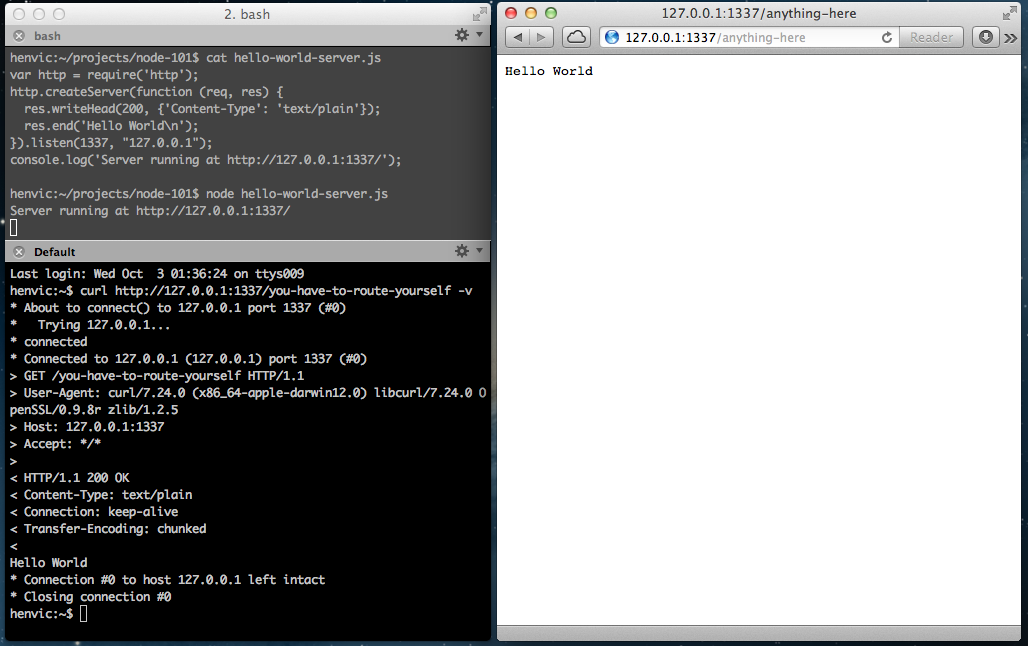 2. bash
bash
henvic:~/projects/node-101$ cat hello-world-server.js
var http = require('http');
http.createServer(function (req, res) {
  res.writeHead(200, {'Content-Type': 'text/plain'});
  res.end('Hello World\n');
}).listen(1337, "127.0.0.1");
console.log('Server running at http://127.0.0.1:1337/');
henvic:~/projects/node-101$ node hello-world-server.js
Server running at http://127.0.0.1:1337/
Default
Last login: Wed Oct  3 01:36:24 on ttys009
henvic:~$ curl http://127.0.0.1:1337/you-have-to-route-yourself -v
* About to connect() to 127.0.0.1 port 1337 (#0)
*   Trying 127.0.0.1...
* connected
* Connected to 127.0.0.1 (127.0.0.1) port 1337 (#0)
> GET /you-have-to-route-yourself HTTP/1.1
> User-Agent: curl/7.24.0 (x86_64-apple-darwin12.0) libcurl/7.24.0 O
penSSL/0.9.8r zlib/1.2.5
> Host: 127.0.0.1:1337
> Accept: */*
>
< HTTP/1.1 200 OK
< Content-Type: text/plain
< Connection: keep-alive
< Transfer-Encoding: chunked
<
Hello World
* Connection #0 to host 127.0.0.1 left intact
* Closing connection #0
henvic:~$
127.0.0.1:1337/anything-here
127.0.0.1:1337/anything-here
Reader
Hello World